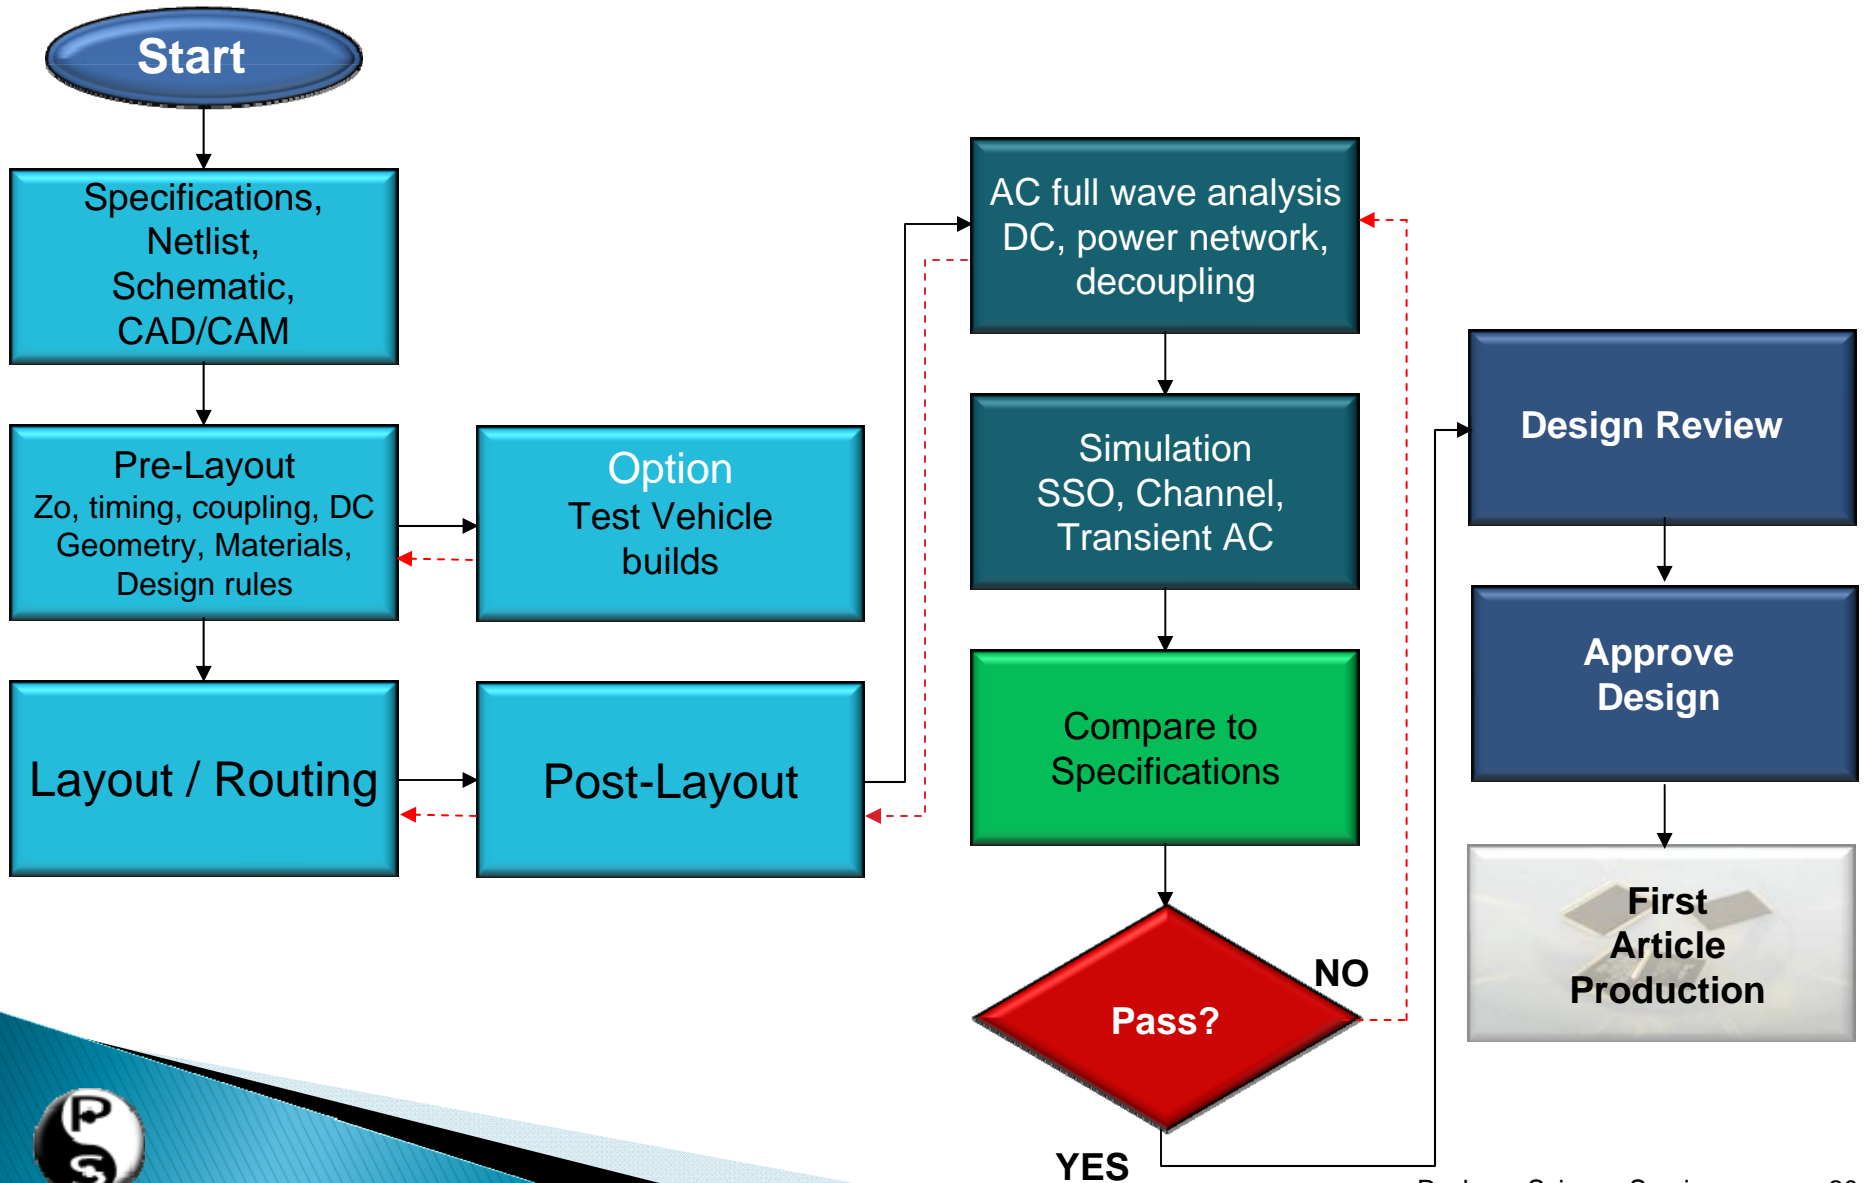 Start
Specifications,
Netlist,
Schematic,
CAD/CAM
Pre-Layout
Zo, timing, coupling, DC
Geometry, Materials,
Design rules
Option
Test Vehicle
builds
Layout / Routing
Post-Layout
AC full wave analysis
DC, power network,
decoupling
Simulation
SSO, Channel,
Transient AC
Compare to
Specifications
Pass?
NO
YES
Design Review
Approve
Design
First
Article
Production
PS